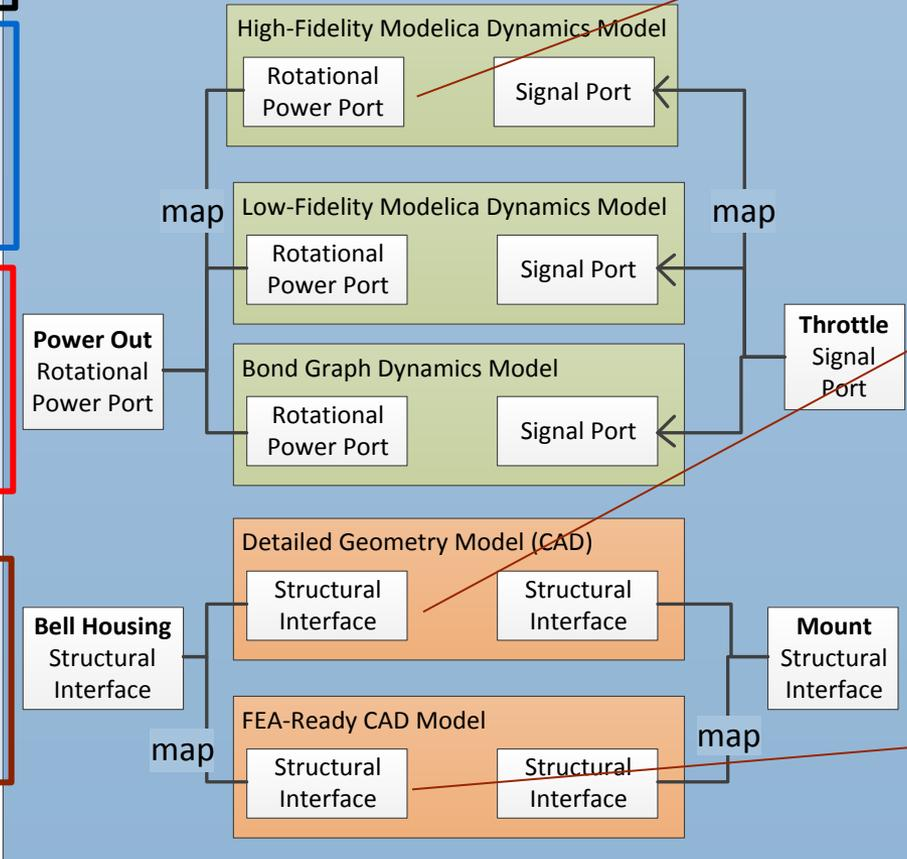 High-Fidelity Modelica Dynamics Model
Rotational
Power Port
Signal Port
map
map
Low-Fidelity Modelica Dynamics Model
Rotational
Power Port
Signal Port
Power Out
Rotational
Power Port
Throttle
Signal
Port
Bond Graph Dynamics Model
Rotational
Power Port
Signal Port
Detailed Geometry Model (CAD)
Structural
Interface
Structural
Interface
Bell Housing
Structural
Interface
Mount
Structural
Interface
map
map
FEA-Ready CAD Model
Structural
Interface
Structural
Interface